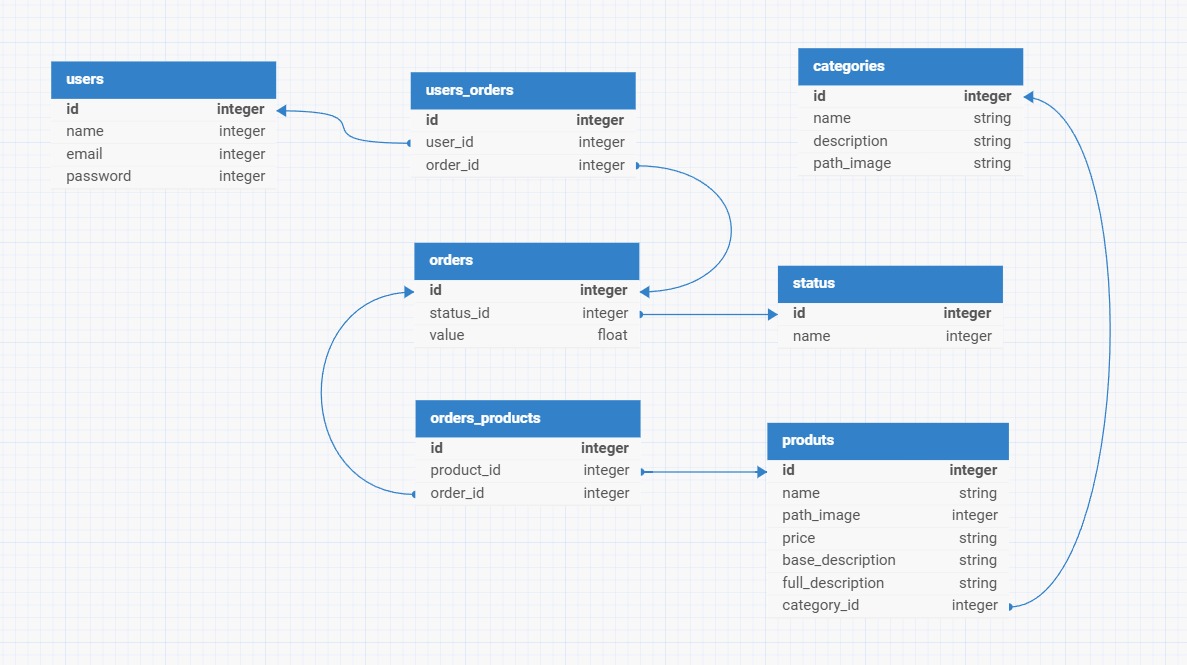 users
id integer
name integer
email integer
password integer
users_orders
id integer
user_id integer
order_id integer
categories
id integer
name string
description string
path_image string
orders
id integer
status_id integer
value float
status
id integer
name integer
orders_products
id integer
product_id integer
order_id integer
produts
id integer
name string
path_image integer
price string
base_description string
full_description string
category_id integer